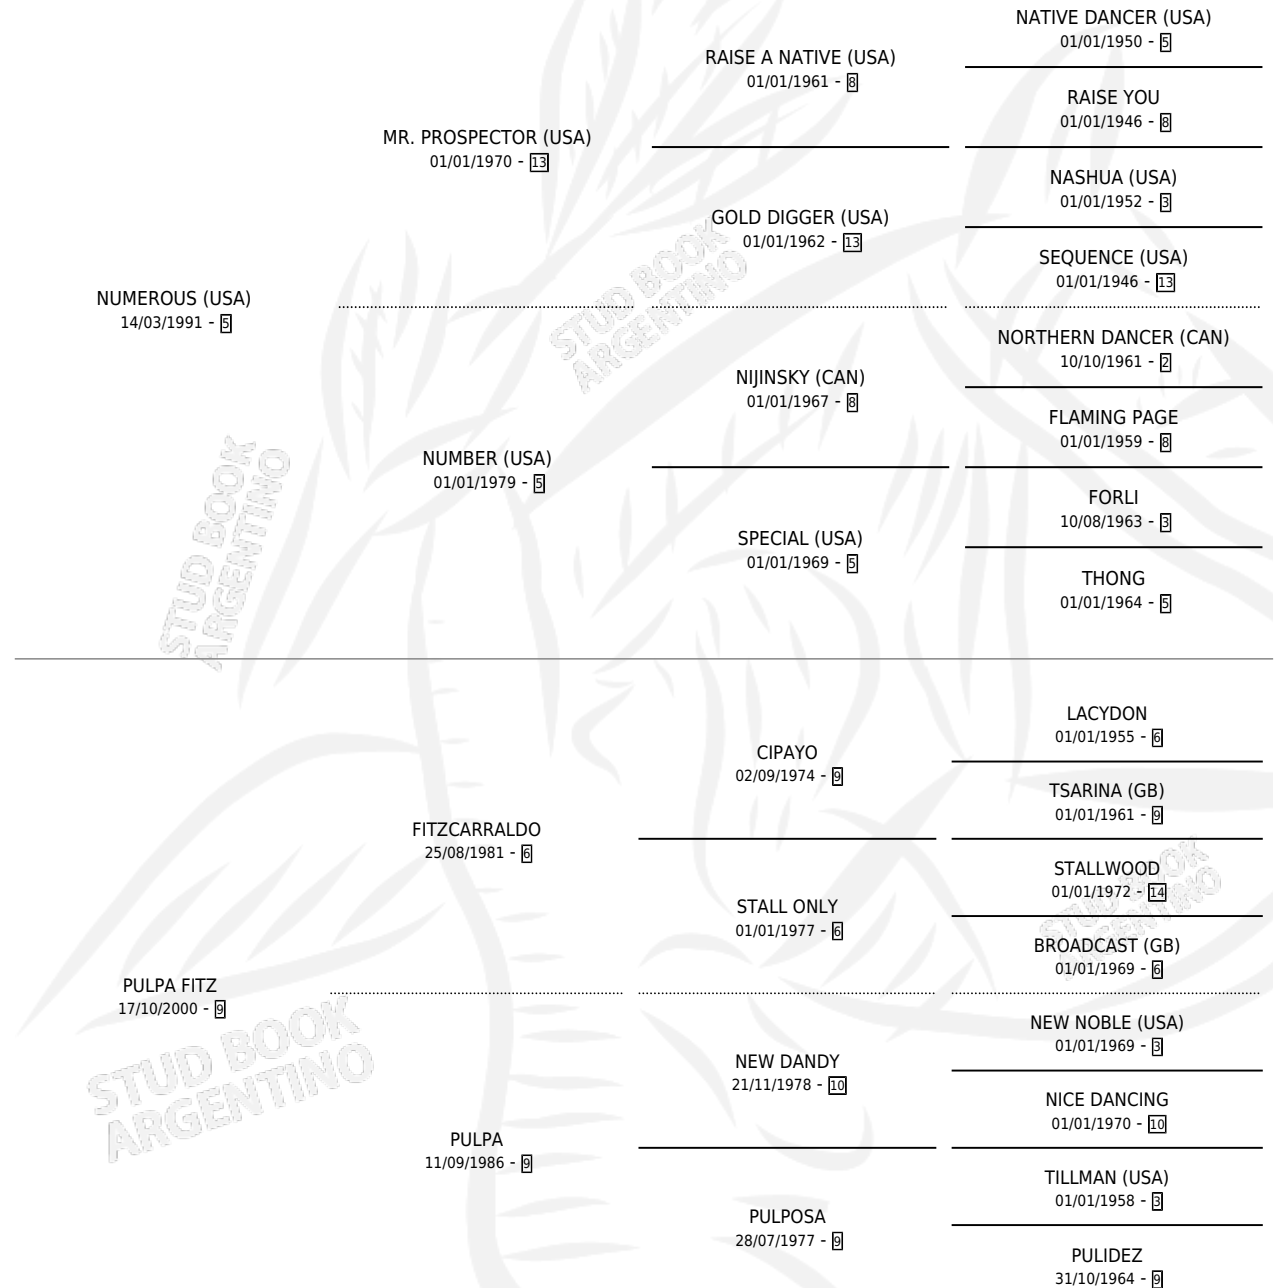 NATIVE DANCER (USA)
01/01/1950 - 5
RAISE A NATIVE (USA)
01/01/1961 - 8
RAISE YOU
01/01/1946 - 8
MR. PROSPECTOR (USA)
01/01/1970 - 13
NASHUA (USA)
01/01/1952 - 3
GOLD DIGGER (USA)
01/01/1962 - 13
SEQUENCE (USA)
01/01/1946 - 13
NUMEROUS (USA)
14/03/1991 - 5
NORTHERN DANCER (CAN)
10/10/1961 - 2
NIJINSKY (CAN)
01/01/1967 - 8
FLAMING PAGE
01/01/1959 - 8
NUMBER (USA)
01/01/1979 - 5
FORLI
10/08/1963 - 3
SPECIAL (USA)
01/01/1969 - 5
THONG
01/01/1964 - 5
STUD BOOK
ARGENTINO
STUD BOOK
ARGENTINO
LACYDON
01/01/1955 - 6
CIPAYO
02/09/1974 - 9
TSARINA (GB)
01/01/1961 - 9
FITZCARRALDO
25/08/1981 - 6
STALLWOOD
01/01/1972 - 14
STALL ONLY
01/01/1977 - 6
BROADCAST (GB)
01/01/1969 - 6
PULPA FITZ
17/10/2000 - 9
NEW NOBLE (USA)
01/01/1969 - 3
NEW DANDY
21/11/1978 - 10
NICE DANCING
01/01/1970 - 10
PULPA
11/09/1986 - 9
TILLMAN (USA)
01/01/1958 - 3
PULPOSA
28/07/1977 - 9
PULIDEZ
31/10/1964 - 9
STUD BOOK
ARGENTINO
STUD BOOK
ARGENTINO